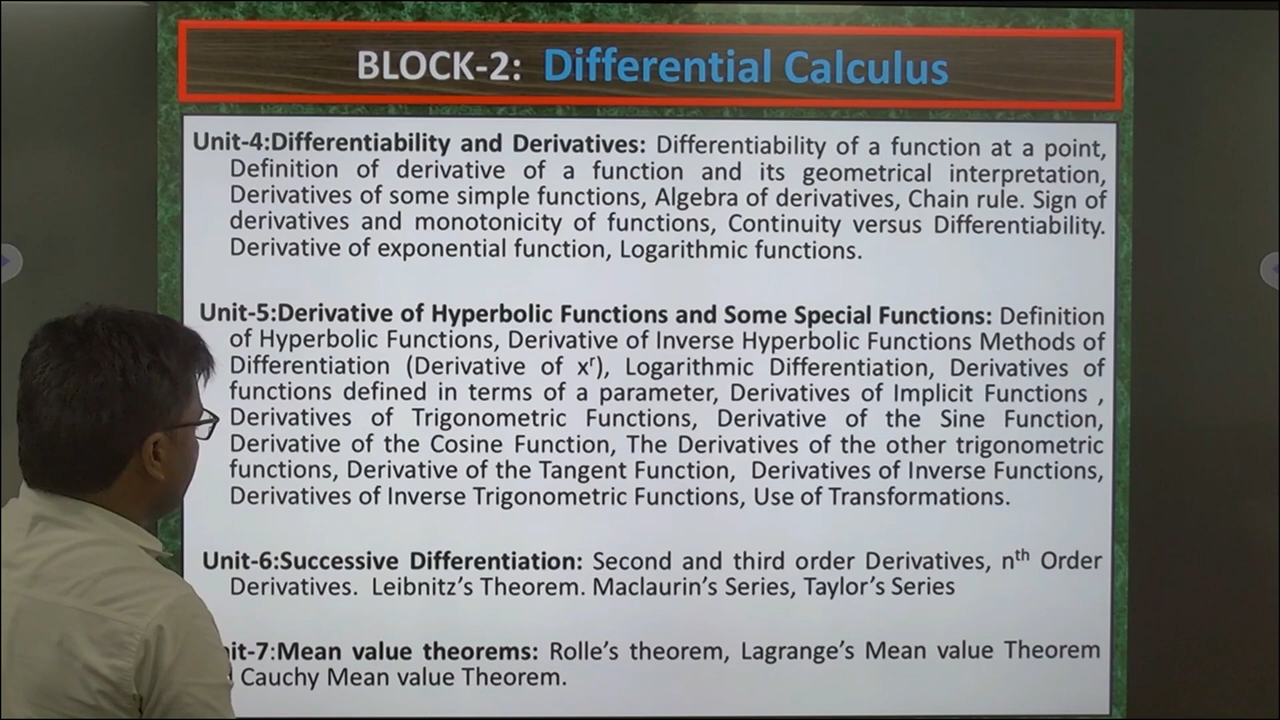 BLOCK-2: Differential Calculus
Unit-4:Differentiability and Derivatives: Differentiability of a function at a point,
Definition of derivative of a function and its geometrical interpretation,
Derivatives of some simple functions, Algebra of derivatives, Chain rule. Sign of
derivatives and monotonicity of functions, Continuity versus Differentiability.
Derivative of exponential function, Logarithmic functions.
Unit-5:Derivative of Hyperbolic Functions and Some Special Functions: Definition
of Hyperbolic Functions, Derivative of Inverse Hyperbolic Functions Methods of
Differentiation (Derivative of xʳ), Logarithmic Differentiation, Derivatives of
functions defined in terms of a parameter, Derivatives of Implicit Functions ,
Derivatives of Trigonometric Functions, Derivative of the Sine Function,
Derivative of the Cosine Function, The Derivatives of the other trigonometric
functions, Derivative of the Tangent Function, Derivatives of Inverse Functions,
Derivatives of Inverse Trigonometric Functions, Use of Transformations.
Unit-6:Successive Differentiation: Second and third order Derivatives, nᵗʰ Order
Derivatives. Leibnitz's Theorem. Maclaurin's Series, Taylor's Series
it-7:Mean value theorems: Rolle's theorem, Lagrange's Mean value Theorem
Cauchy Mean value Theorem.